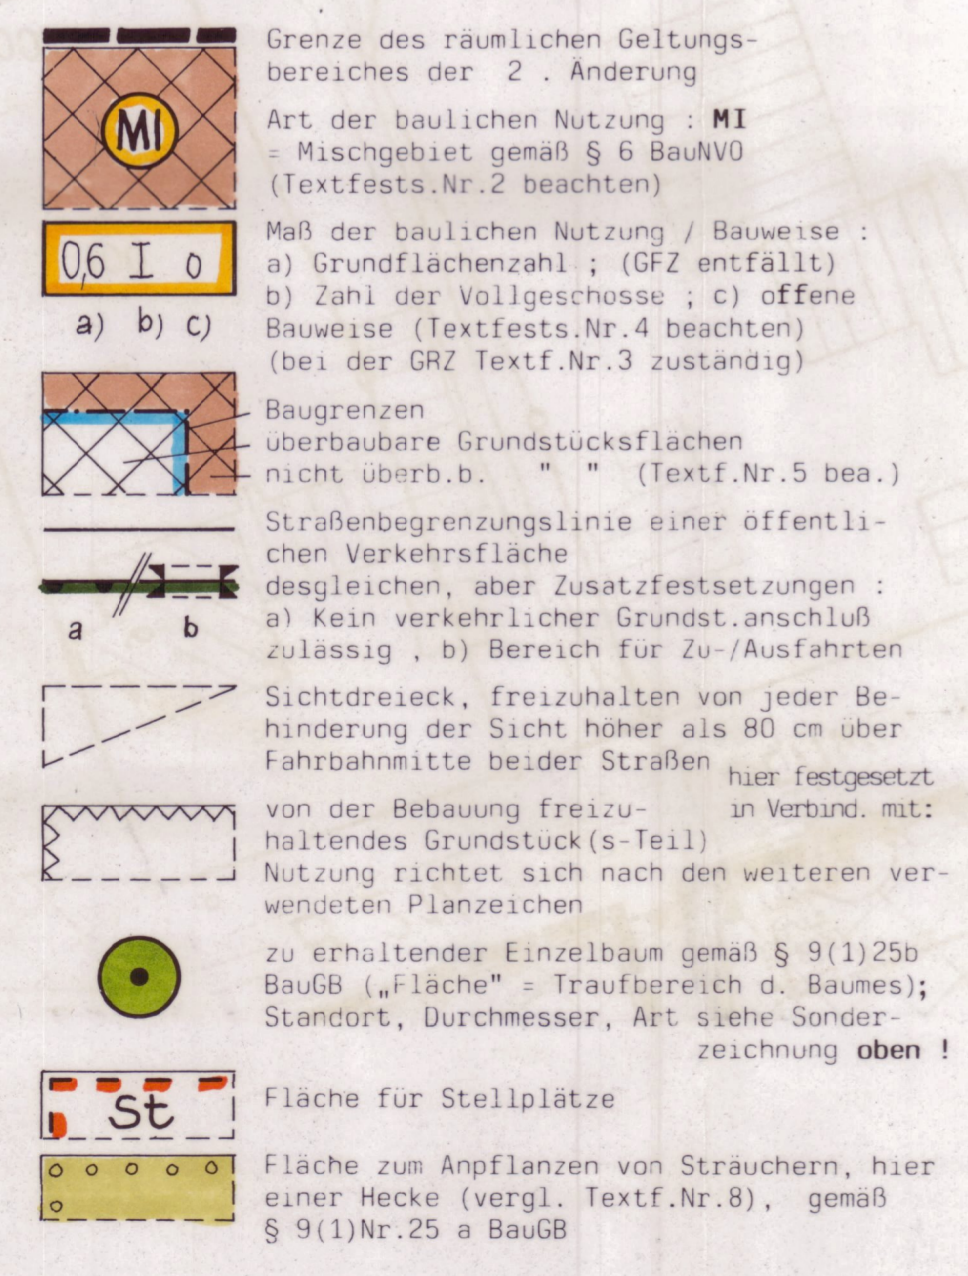 Grenze des räumlichen Geltungs-
bereiches der 2 . Änderung
MI
Art der baulichen Nutzung : MI
= Mischgebiet gemäß § 6 BauNVO
(Textfests.Nr.2 beachten)
0,6 I o
a) b) c)
Maß der baulichen Nutzung / Bauweise :
a) Grundflächenzahl ; (GFZ entfällt)
b) Zahl der Vollgeschosse ; c) offene
Bauweise (Textfests.Nr.4 beachten)
(bei der GRZ Textf.Nr.3 zuständig)
Baugrenzen
überbaubare Grundstücksflächen
nicht überb.b. " " (Textf.Nr.5 bea.)
Straßenbegrenzungslinie einer öffentli-
chen Verkehrsfläche
a b
desgleichen, aber Zusatzfestsetzungen :
a) Kein verkehrlicher Grundst.anschluß
zulässig , b) Bereich für Zu-/Ausfahrten
Sichtdreieck, freizuhalten von jeder Be-
hinderung der Sicht höher als 80 cm über
Fahrbahnmitte beider Straßen
hier festgesetzt
in Verbind. mit:
von der Bebauung freizu-
haltendes Grundstück(s-Teil)
Nutzung richtet sich nach den weiteren ver-
wendeten Planzeichen
zu erhaltender Einzelbaum gemäß § 9(1)25b
BauGB („Fläche" = Traufbereich d. Baumes);
Standort, Durchmesser, Art siehe Sonder-
zeichnung oben !
St
Fläche für Stellplätze
Fläche zum Anpflanzen von Sträuchern, hier
einer Hecke (vergl. Textf.Nr.8), gemäß
§ 9(1)Nr.25 a BauGB